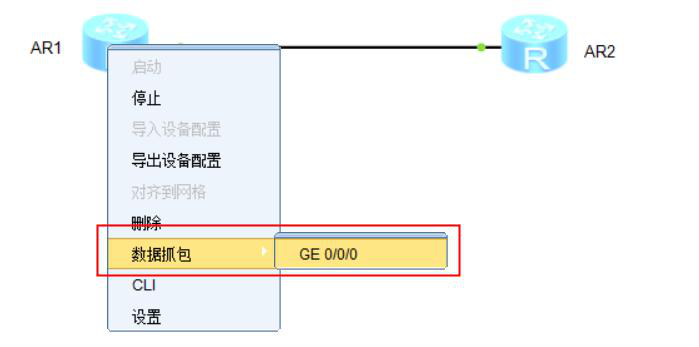 AR1
R
AR2
启动
停止
导入设备配置
导出设备配置
对齐到网格
删除
数据抓包
GE 0/0/0
CLI
设置